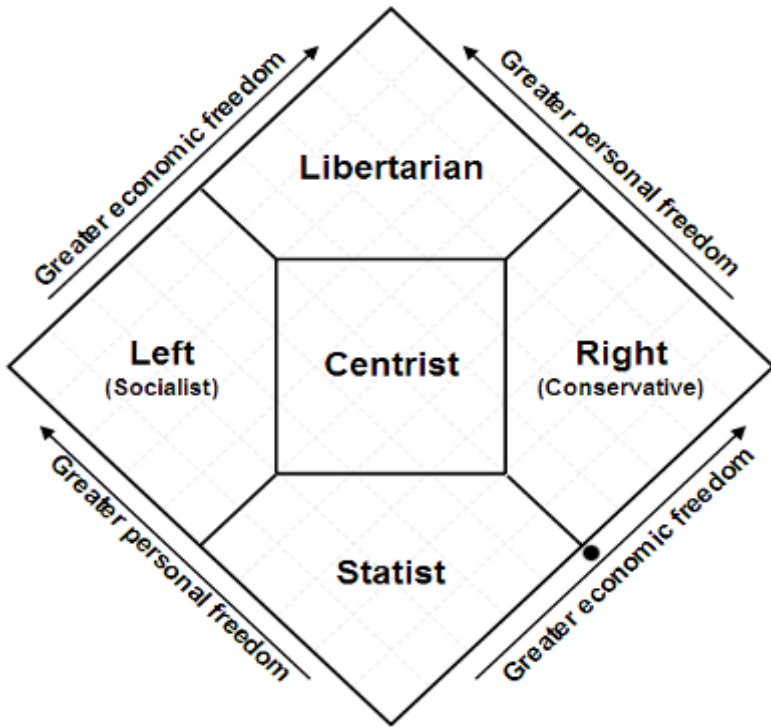 Greater economic freedom
Greater personal freedom
Libertarian
Left
(Socialist)
Centrist
Right
(Conservative)
Greater personal freedom
Statist
Greater economic freedom